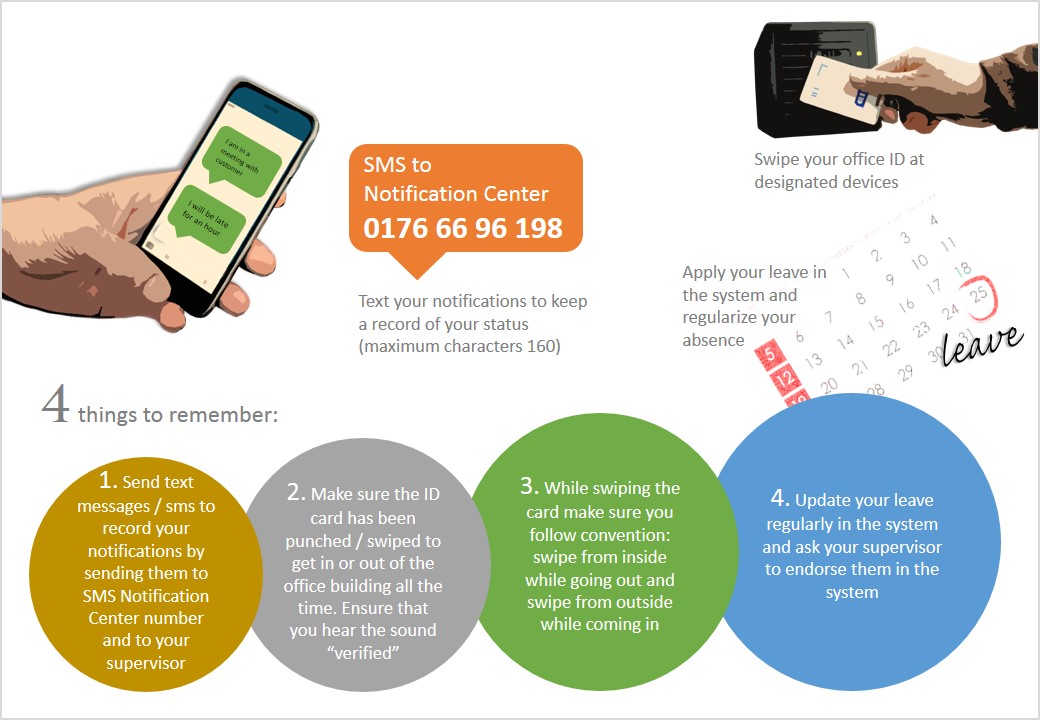 I am in a
meeting with
customer
I will be late
for an hour
SMS to
Notification Center
0176 66 96 198
Text your notifications to keep
a record of your status
(maximum characters 160)
Swipe your office ID at
designated devices
Apply your leave in
the system and
regularize your
absence
1 2 3 4
5 6 7 8 9 10 11
12 13 14 15 16 17 18
20 21 22 23 24 25
28 29 30 31
leave
4 things to remember:
1. Send text
messages / sms to
record your
notifications by
sending them to
SMS Notification
Center number
and to your
supervisor
2. Make sure the ID
card has been
punched / swiped to
get in or out of the
office building all the
time. Ensure that
you hear the sound
“verified”
3. While swiping the
card make sure you
follow convention:
swipe from inside
while going out and
swipe from outside
while coming in
4. Update your leave
regularly in the system
and ask your supervisor
to endorse them in the
system